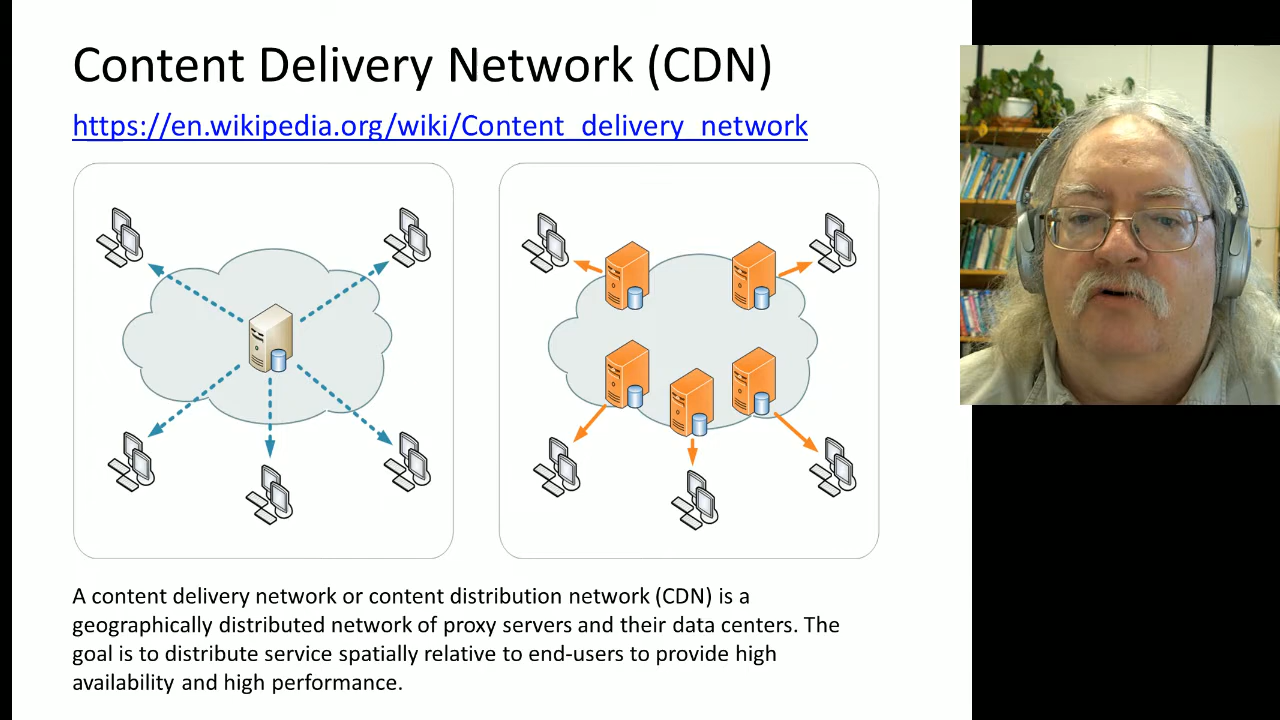 Content Delivery Network (CDN)
https://en.wikipedia.org/wiki/Content_delivery_network
A content delivery network or content distribution network (CDN) is a
geographically distributed network of proxy servers and their data centers. The
goal is to distribute service spatially relative to end-users to provide high
availability and high performance.